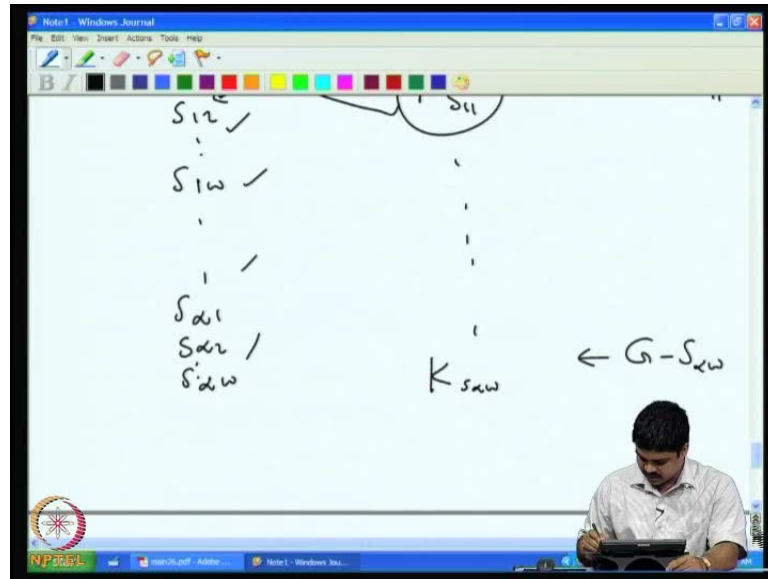 Note1 - Windows Journal
File Edit View Insert Actions Tools Help
B I
S12 ✓
S11
S1ω ✓
Sα1
Sα2
Sαω
K Sαω
← G - Sαω
NPTEL
main26.pdf - Adobe ...
Note1 - Windows Jou...
AM